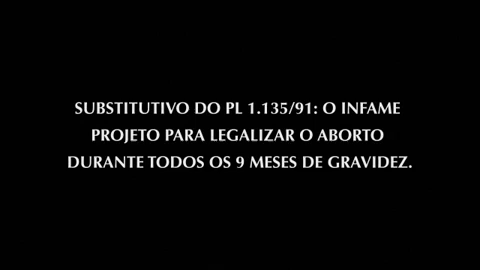 SUBSTITUTIVO DO PL 1.135/91: O INFAME
PROJETO PARA LEGALIZAR O ABORTO
DURANTE TODOS OS 9 MESES DE GRAVIDEZ.